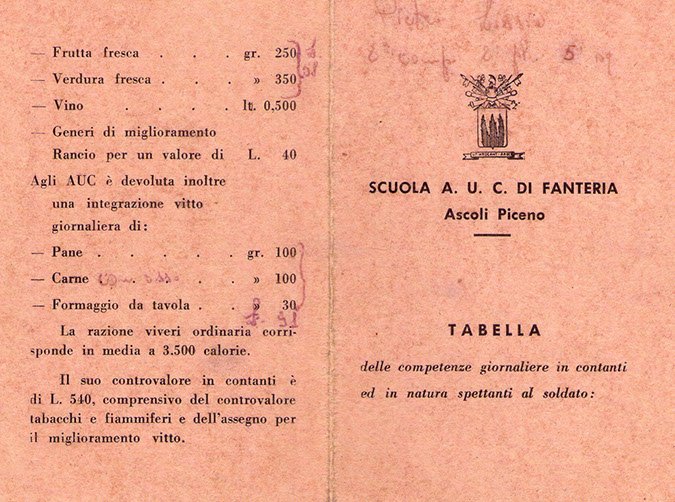 — Frutta fresca . . . gr. 250
— Verdura fresca . . . » 350
— Vino . . . . lt. 0,500
— Generi di miglioramento
Rancio per un valore di L. 40
Agli AUC è devoluta inoltre
una integrazione vitto
giornaliera di:
— Pane . . . . . gr. 100
— Carne . . . » 100
— Formaggio da tavola . . » 30
La razione viveri ordinaria corri-
sponde in media a 3.500 calorie.
Il suo controvalore in contanti è
di L. 540, comprensivo del controvalore
tabacchi e fiammiferi e dell'assegno per
il miglioramento vitto.
SCUOLA A. U. C. DI FANTERIA
Ascoli Piceno
TABELLA
delle competenze giornaliere in contanti
ed in natura spettanti al soldato: